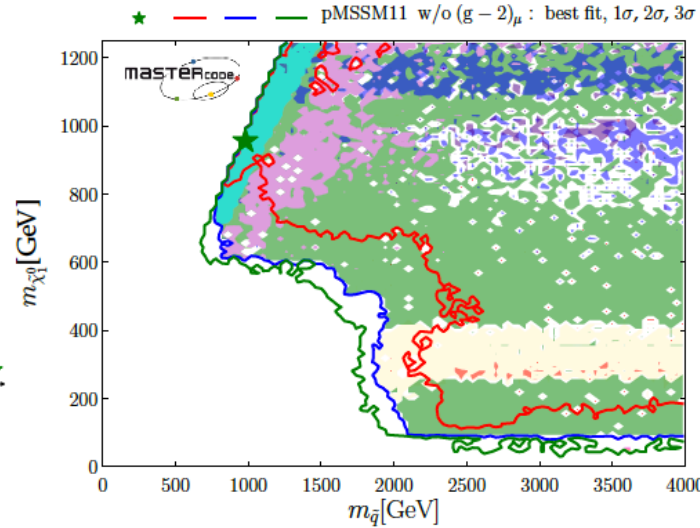 pMSSM11 w/o (g − 2)μ : best fit, 1σ, 2σ, 3σ
MASTERCODE
1200
1000
800
600
400
200
0
mχ̃⁰₁[GeV]
0 500 1000 1500 2000 2500 3000 3500 4000
mq̃[GeV]